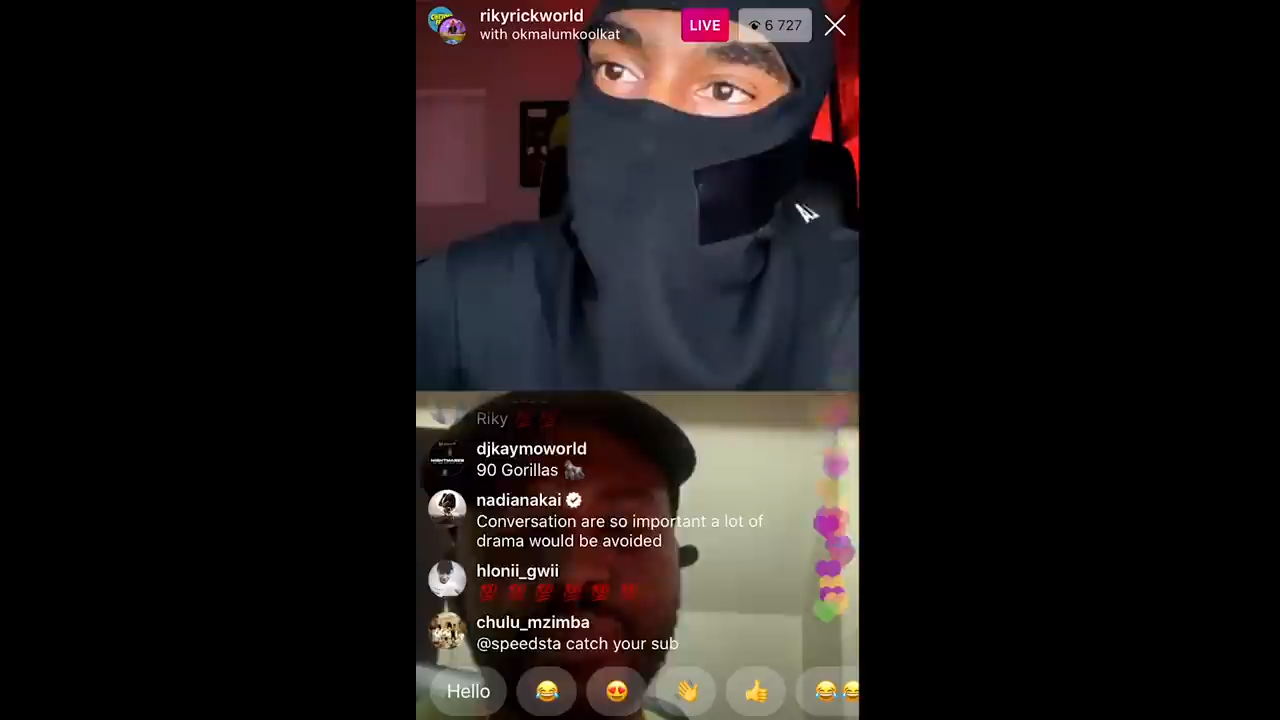 rikyrickworld
with okmalumkoolkat
LIVE
6 727
Riky 💯 💯
djkaymoworld
90 Gorillas 🦍
nadianakai
Conversation are so important a lot of
drama would be avoided
hlonii_gwii
💯 💯 💯 💯 💯 💯
chulu_mzimba
@speedsta catch your sub
Hello 😂 😍 👋 👍 😂😂